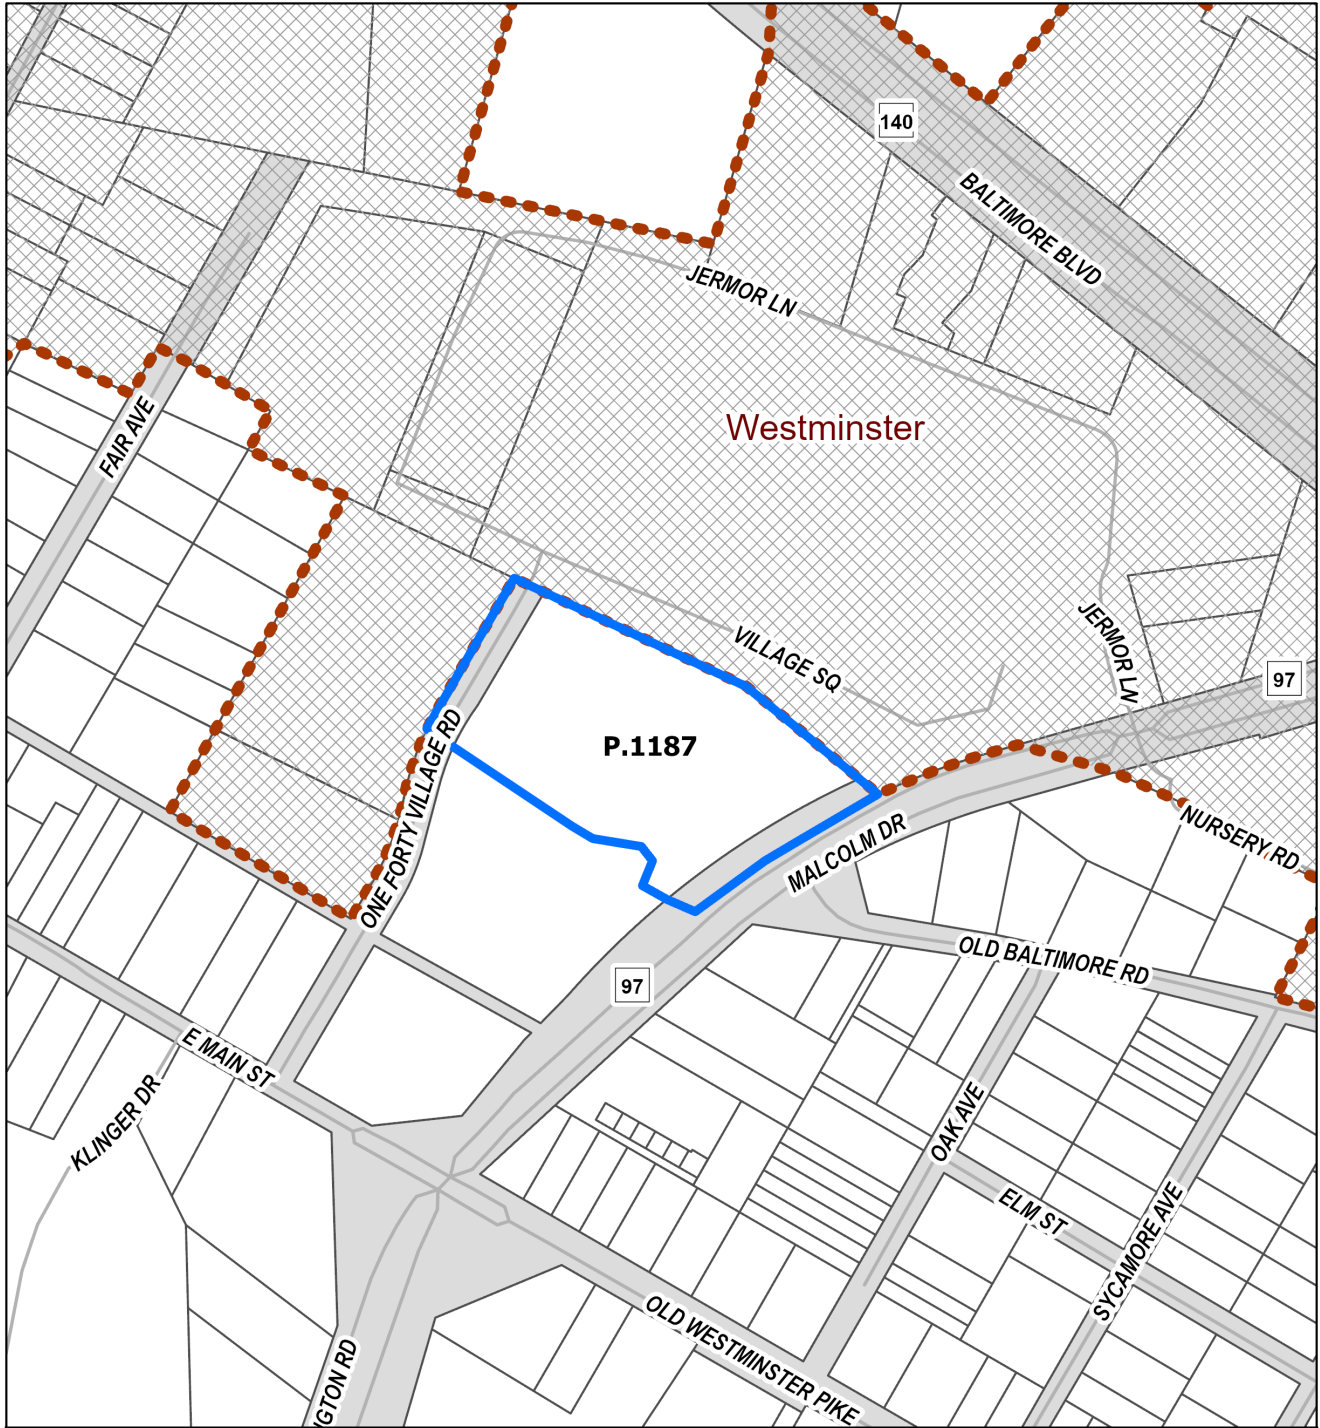 140
BALTIMORE BLVD
JERMOR LN
Westminster
FAIR AVE
JERMOR LN
VILLAGE SQ
97
ONE FORTY VILLAGE RD
P.1187
MALCOLM DR
NURSERY RD
OLD BALTIMORE RD
97
E MAIN ST
KLINGER DR
OAK AVE
ELM ST
SYCAMORE AVE
OLD WESTMINSTER PIKE
GTON RD